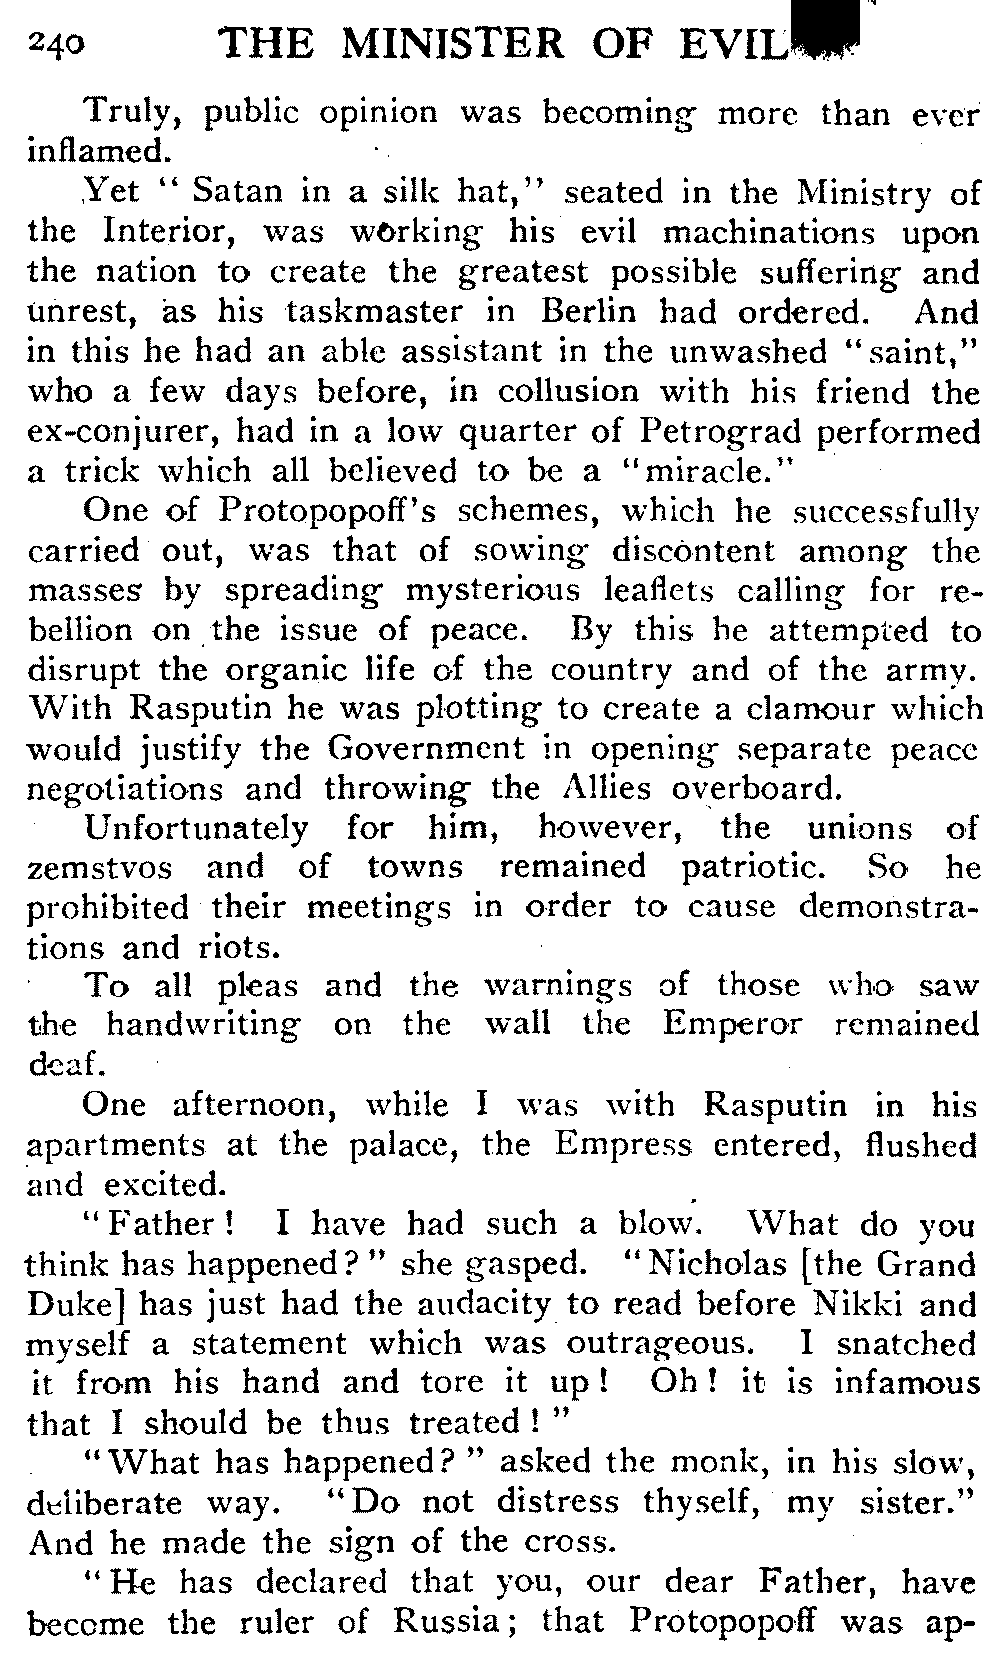 240 THE MINISTER OF EVIL
Truly, public opinion was becoming more than ever
inflamed.
Yet " Satan in a silk hat," seated in the Ministry of
the Interior, was working his evil machinations upon
the nation to create the greatest possible suffering and
unrest, as his taskmaster in Berlin had ordered. And
in this he had an able assistant in the unwashed "saint,"
who a few days before, in collusion with his friend the
ex-conjurer, had in a low quarter of Petrograd performed
a trick which all believed to be a "miracle."
One of Protopopoff's schemes, which he successfully
carried out, was that of sowing discontent among the
masses by spreading mysterious leaflets calling for re-
bellion on the issue of peace. By this he attempted to
disrupt the organic life of the country and of the army.
With Rasputin he was plotting to create a clamour which
would justify the Government in opening separate peace
negotiations and throwing the Allies overboard.
Unfortunately for him, however, the unions of
zemstvos and of towns remained patriotic. So he
prohibited their meetings in order to cause demonstra-
tions and riots.
To all pleas and the warnings of those who saw
the handwriting on the wall the Emperor remained
deaf.
One afternoon, while I was with Rasputin in his
apartments at the palace, the Empress entered, flushed
and excited.
"Father! I have had such a blow. What do you
think has happened?" she gasped. "Nicholas [the Grand
Duke] has just had the audacity to read before Nikki and
myself a statement which was outrageous. I snatched
it from his hand and tore it up! Oh! it is infamous
that I should be thus treated!"
"What has happened?" asked the monk, in his slow,
deliberate way. "Do not distress thyself, my sister."
And he made the sign of the cross.
"He has declared that you, our dear Father, have
become the ruler of Russia; that Protopopoff was ap-